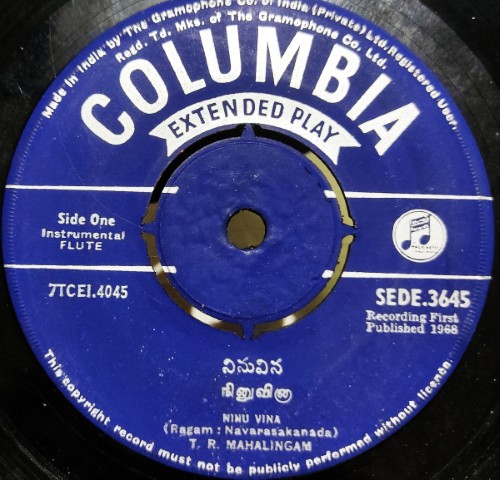 Made in India by The Gramophone Co. of India (Private) Ltd. Registered User.
Regd. Td. Mks. of The Gramophone Co. Ltd.
COLUMBIA
EXTENDED PLAY
Side One
Instrumental
FLUTE
7TCEI.4045
SEDE.3645
Recording First
Published 1968
వినువిన
நினுவினா
NINU VINA
(Ragam: Navarasakanada)
T. R. MAHALINGAM
This copyright record must not be publicly performed without license.